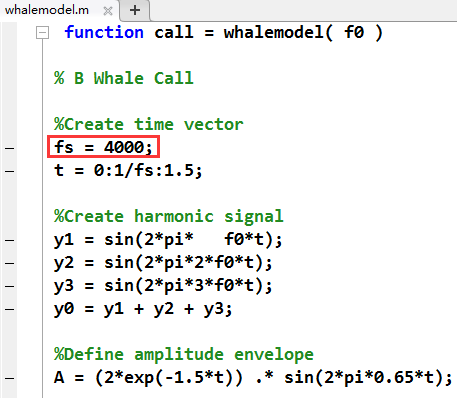 whalemodel.m × +
function call = whalemodel( f0 )
% B Whale Call
%Create time vector
fs = 4000;
t = 0:1/fs:1.5;
%Create harmonic signal
y1 = sin(2*pi*   f0*t);
y2 = sin(2*pi*2*f0*t);
y3 = sin(2*pi*3*f0*t);
y0 = y1 + y2 + y3;
%Define amplitude envelope
A = (2*exp(-1.5*t)) .* sin(2*pi*0.65*t);